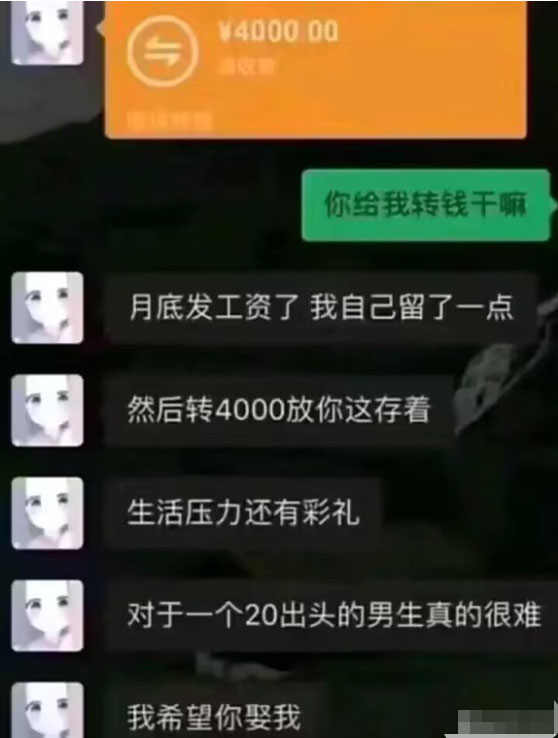 ¥4000.00
请收款
你给我转钱干嘛
月底发工资了 我自己留了一点
然后转4000放你这存着
生活压力还有彩礼
对于一个20出头的男生真的很难
我希望你娶我